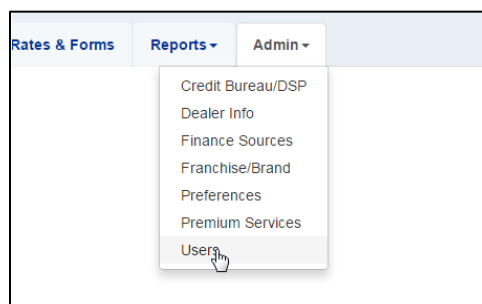 Rates & Forms Reports Admin
Credit Bureau/DSP
Dealer Info
Finance Sources
Franchise/Brand
Preferences
Premium Services
Users